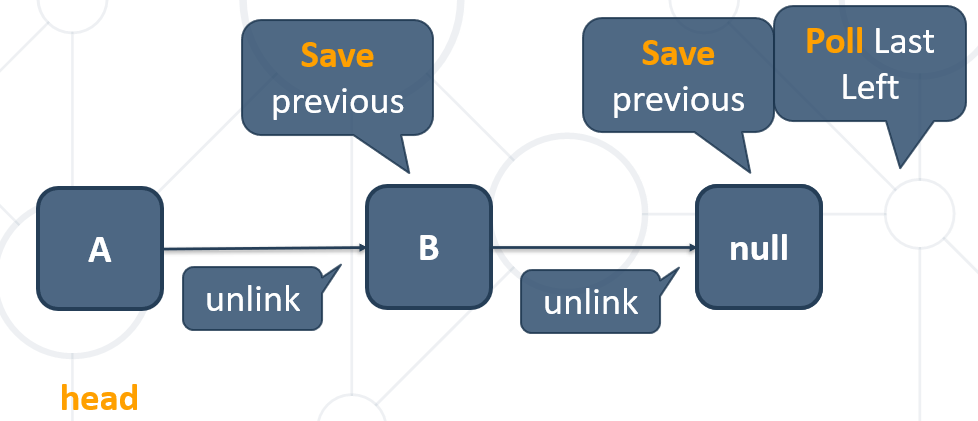 Save
previous
Save
previous
Poll Last
Left
A
B
null
unlink
unlink
head